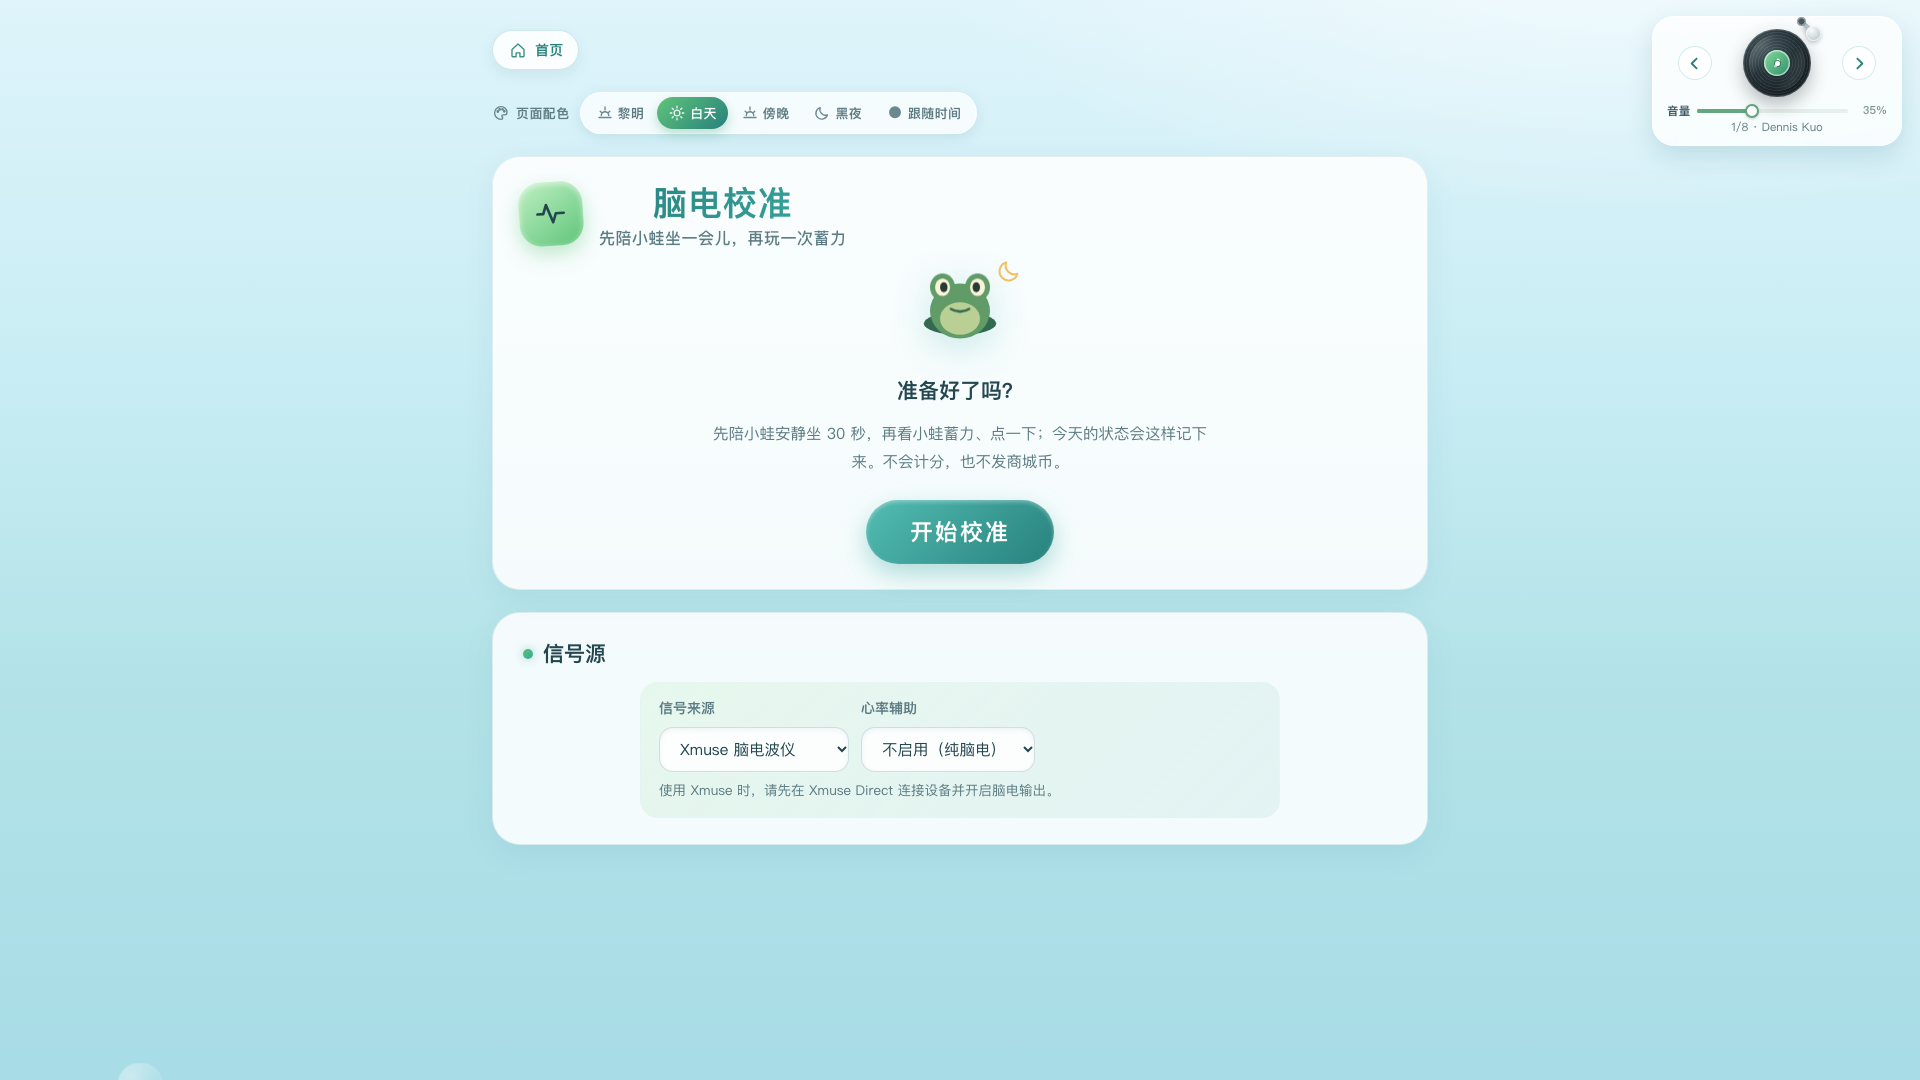 首页
页面配色 黎明 白天 傍晚 黑夜 跟随时间
音量 35%
1/8 · Dennis Kuo
脑电校准
先陪小蛙坐一会儿，再玩一次蓄力
准备好了吗？
先陪小蛙安静坐 30 秒，再看小蛙蓄力、点一下；今天的状态会这样记下
来。不会计分，也不发商城币。
开始校准
信号源
信号来源 心率辅助
Xmuse 脑电波仪 不启用（纯脑电）
使用 Xmuse 时，请先在 Xmuse Direct 连接设备并开启脑电输出。